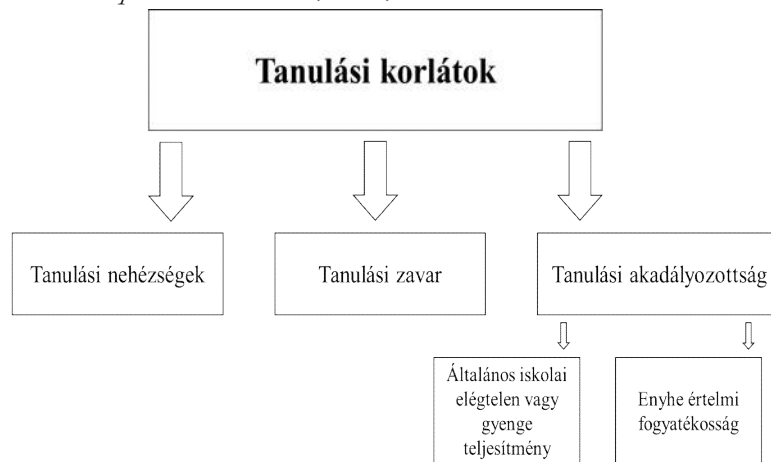 Tanulási korlátok
Tanulási nehézségek
Tanulási zavar
Tanulási akadályozottság
Általános iskolai
elégtelen vagy
gyenge
teljesítmény
Enyhe értelmi
fogyatékosság